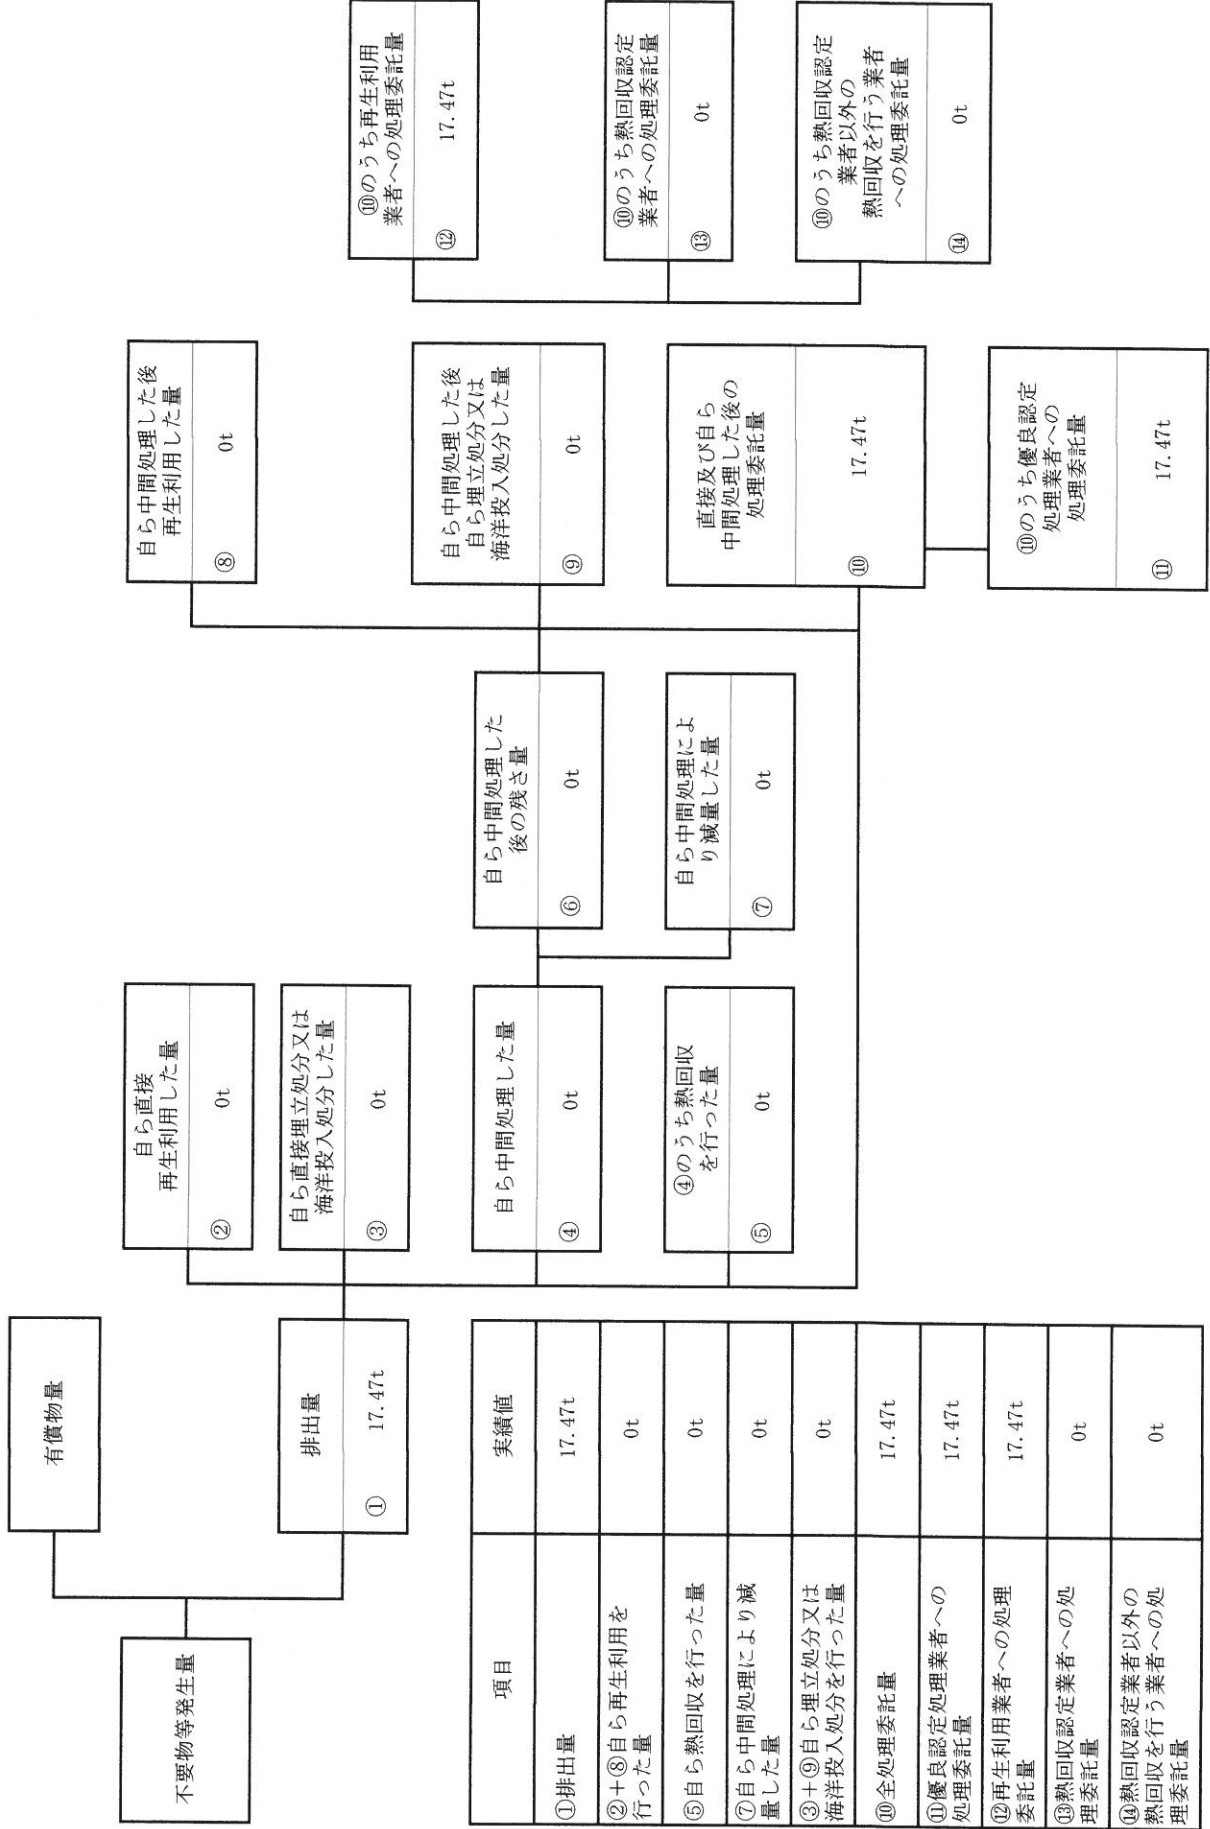 有償物量
不要物等発生量
排出量
① 17.47t
自ら直接
再生利用した量
② 0t
自ら直接埋立処分又は
海洋投入処分した量
③ 0t
自ら中間処理した量
④ 0t
④のうち熱回収
を行った量
⑤ 0t
自ら中間処理した
後の残さ量
⑥ 0t
自ら中間処理によ
り減量した量
⑦ 0t
自ら中間処理した後
再生利用した量
⑧ 0t
自ら中間処理した後
自ら埋立処分又は
海洋投入処分した量
⑨ 0t
直接及び自ら
中間処理した後の
処理委託量
⑩ 17.47t
⑩のうち優良認定
処理業者への
処理委託量
⑪ 17.47t
⑩のうち再生利用
業者への処理委託量
⑫ 17.47t
⑩のうち熱回収認定
業者への処理委託量
⑬ 0t
⑩のうち熱回収認定
業者以外の
熱回収を行う業者
への処理委託量
⑭ 0t
項目 実績値
①排出量 17.47t
②+⑧自ら再生利用を
行った量 0t
⑤自ら熱回収を行った量 0t
⑦自ら中間処理により減
量した量 0t
③+⑨自ら埋立処分又は
海洋投入処分を行った量 0t
⑩全処理委託量 17.47t
⑪優良認定処理業者への
処理委託量 17.47t
⑫再生利用業者への処理
委託量 17.47t
⑬熱回収認定業者への処
理委託量 0t
⑭熱回収認定業者以外の
熱回収を行う業者への処
理委託量 0t